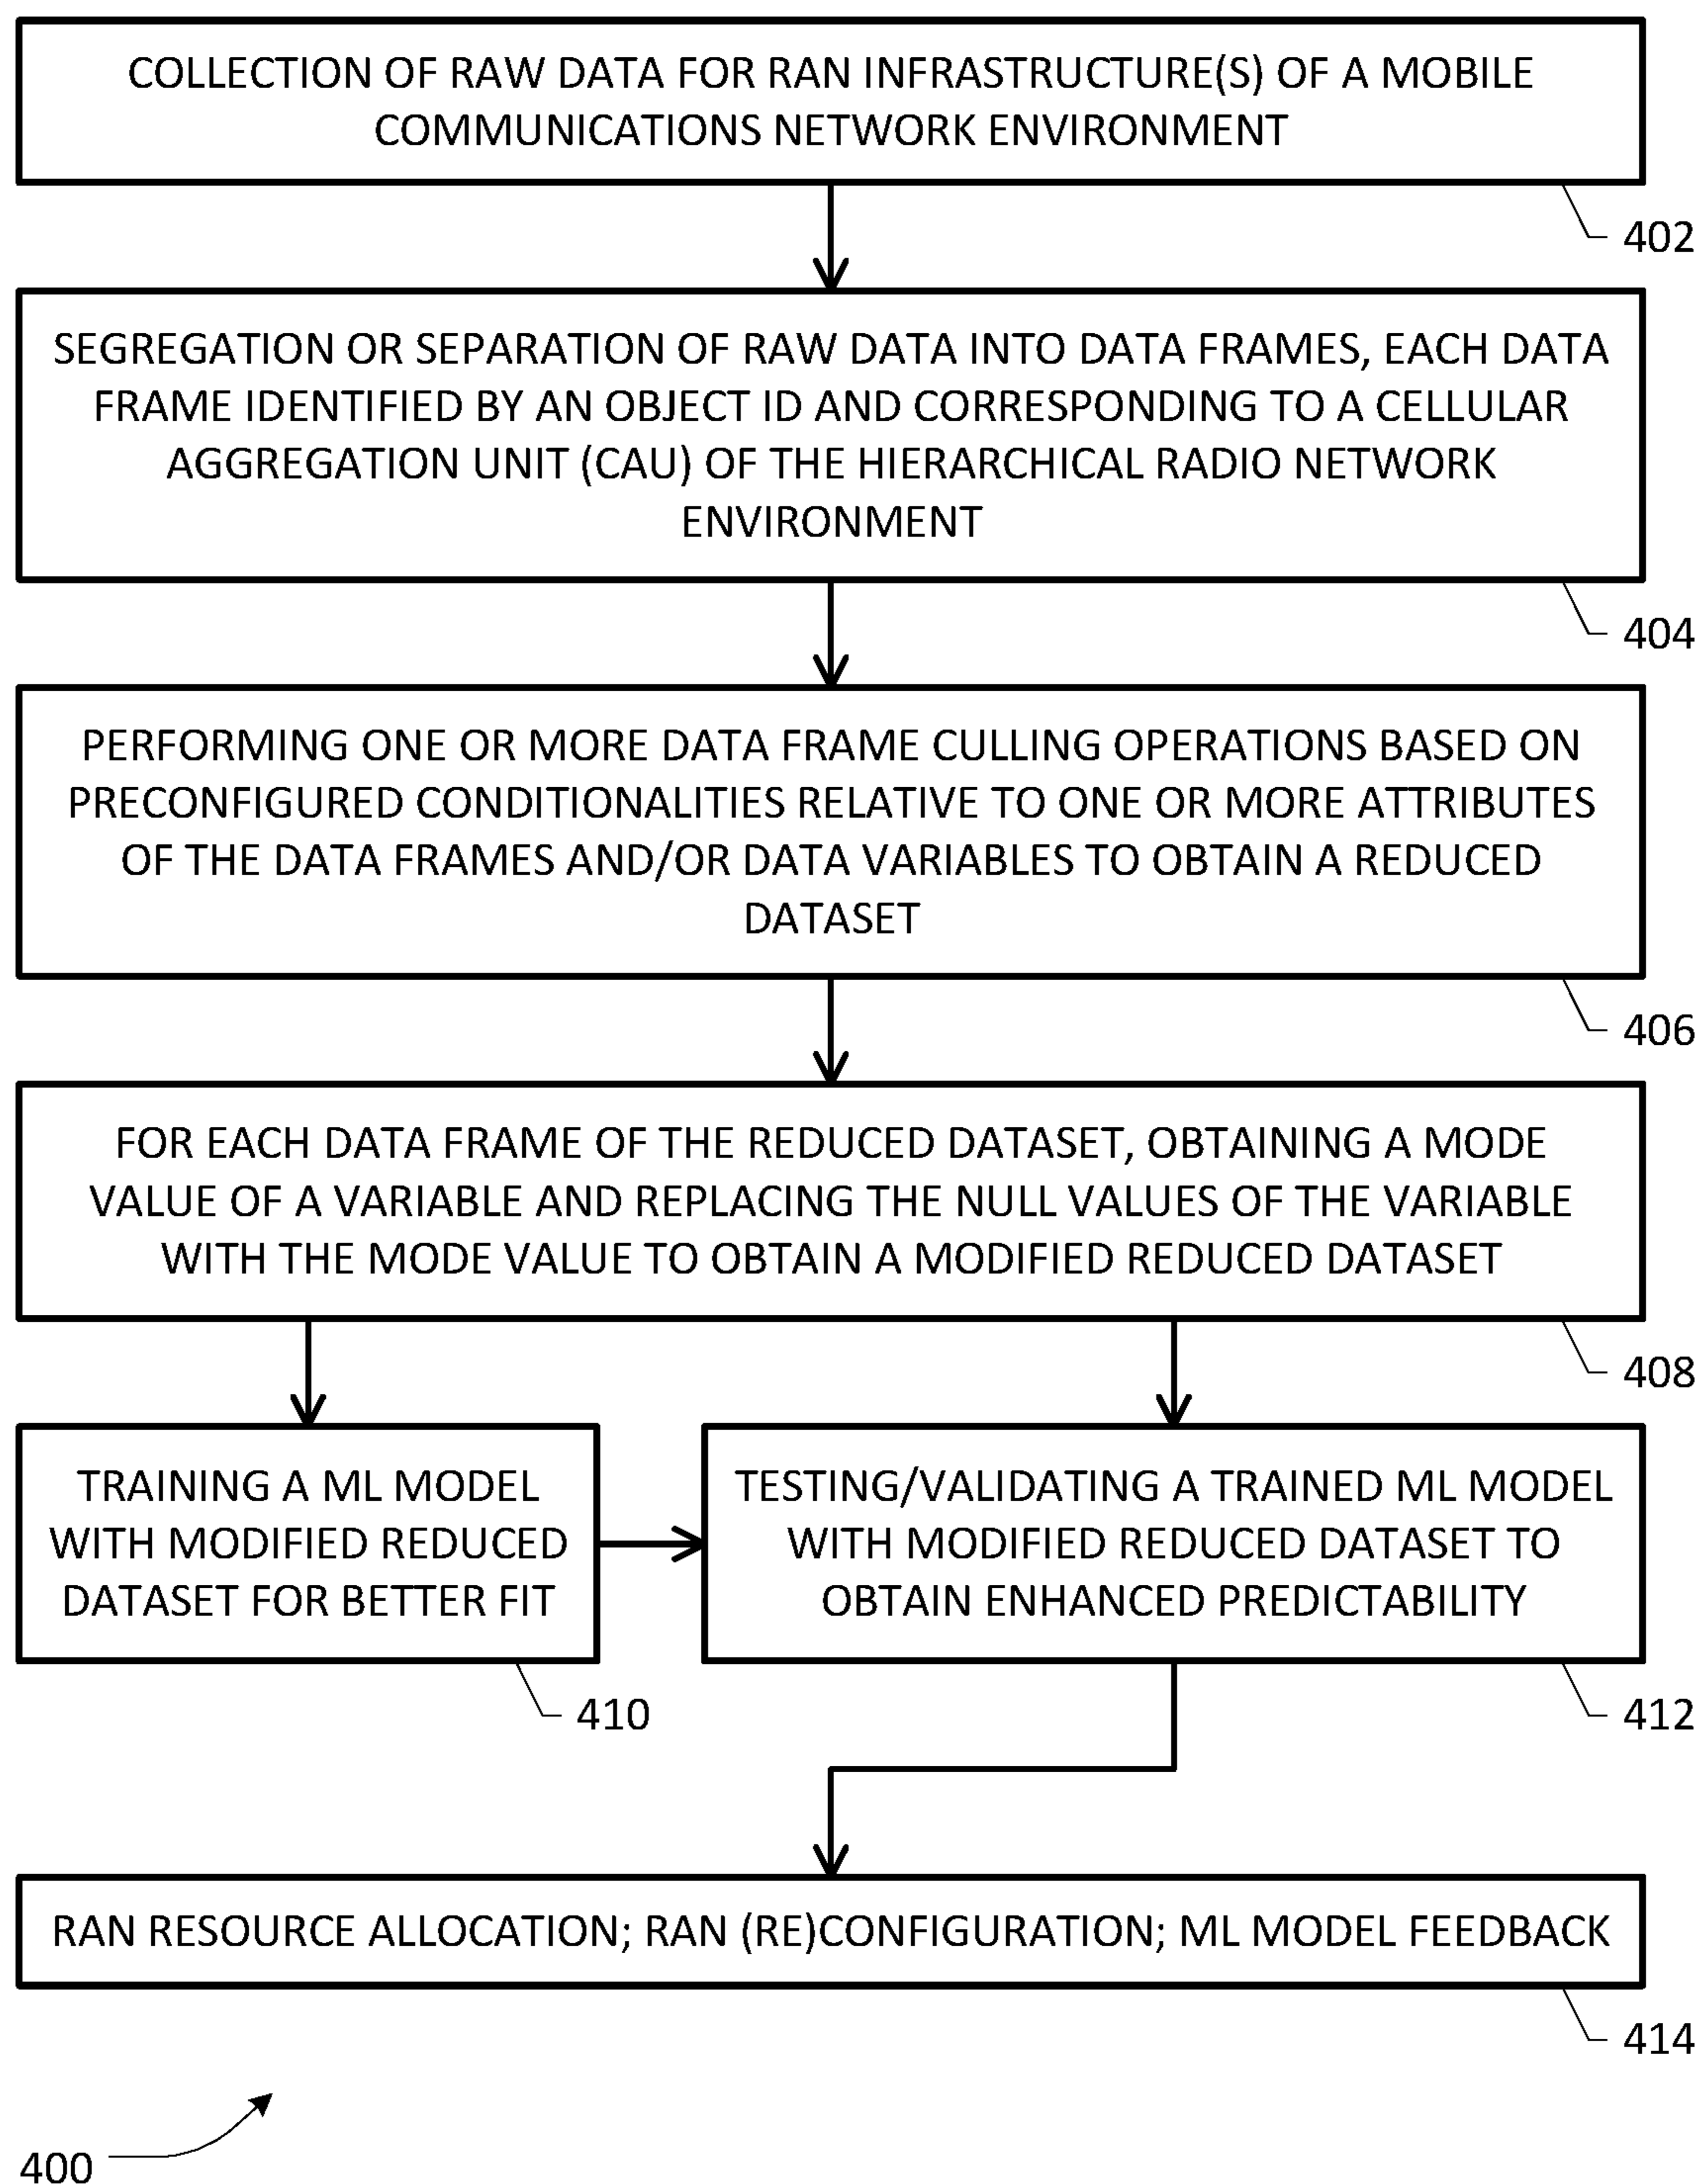 COLLECTION OF RAW DATA FOR RAN INFRASTRUCTURE(S) OF A MOBILE
COMMUNICATIONS NETWORK ENVIRONMENT
402
SEGREGATION OR SEPARATION OF RAW DATA INTO DATA FRAMES, EACH DATA
FRAME IDENTIFIED BY AN OBJECT ID AND CORRESPONDING TO A CELLULAR
AGGREGATION UNIT (CAU) OF THE HIERARCHICAL RADIO NETWORK
ENVIRONMENT
404
PERFORMING ONE OR MORE DATA FRAME CULLING OPERATIONS BASED ON
PRECONFIGURED CONDITIONALITIES RELATIVE TO ONE OR MORE ATTRIBUTES
OF THE DATA FRAMES AND/OR DATA VARIABLES TO OBTAIN A REDUCED
DATASET
406
FOR EACH DATA FRAME OF THE REDUCED DATASET, OBTAINING A MODE
VALUE OF A VARIABLE AND REPLACING THE NULL VALUES OF THE VARIABLE
WITH THE MODE VALUE TO OBTAIN A MODIFIED REDUCED DATASET
408
TRAINING A ML MODEL
WITH MODIFIED REDUCED
DATASET FOR BETTER FIT
410
TESTING/VALIDATING A TRAINED ML MODEL
WITH MODIFIED REDUCED DATASET TO
OBTAIN ENHANCED PREDICTABILITY
412
RAN RESOURCE ALLOCATION; RAN (RE)CONFIGURATION; ML MODEL FEEDBACK
414
400